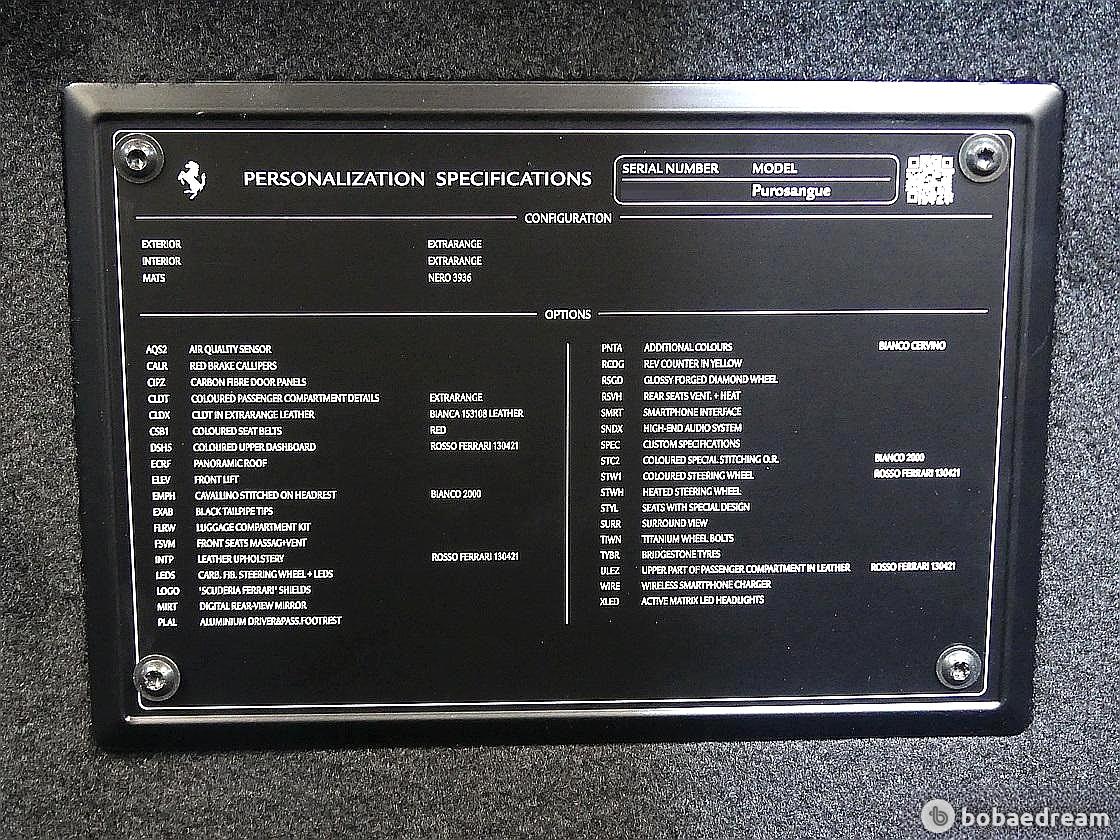 PERSONALIZATION SPECIFICATIONS
SERIAL NUMBER MODEL
Purosangue
CONFIGURATION
EXTERIOR EXTRARANGE
INTERIOR EXTRARANGE
MATS NERO 3936
OPTIONS
AQS2 AIR QUALITY SENSOR
CALR RED BRAKE CALLIPERS
CIPZ CARBON FIBRE DOOR PANELS
CLDT COLOURED PASSENGER COMPARTMENT DETAILS EXTRARANGE
CLDX CLDT IN EXTRARANGE LEATHER BIANCA 153108 LEATHER
CSB1 COLOURED SEAT BELTS RED
DSH5 COLOURED UPPER DASHBOARD ROSSO FERRARI 130421
ECRF PANORAMIC ROOF
ELEV FRONT LIFT
EMPH CAVALLINO STITCHED ON HEADREST BIANCO 2000
EXAB BLACK TAILPIPE TIPS
FLRW LUGGAGE COMPARTMENT KIT
FSVM FRONT SEATS MASSAG+VENT
INTP LEATHER UPHOLSTERY ROSSO FERRARI 130421
LEDS CARB. FIB. STEERING WHEEL + LEDS
LOGO "SCUDERIA FERRARI" SHIELDS
MIRT DIGITAL REAR-VIEW MIRROR
PLAL ALUMINIUM DRIVER&PASS.FOOTREST
PNTA ADDITIONAL COLOURS BIANCO CERVINO
RCDG REV COUNTER IN YELLOW
RSGD GLOSSY FORGED DIAMOND WHEEL
RSVH REAR SEATS VENT. + HEAT
SMRT SMARTPHONE INTERFACE
SNDX HIGH-END AUDIO SYSTEM
SPEC CUSTOM SPECIFICATIONS
STC2 COLOURED SPECIAL STITCHING O.R. BIANCO 2000
STW1 COLOURED STEERING WHEEL ROSSO FERRARI 130421
STWH HEATED STEERING WHEEL
STYL SEATS WITH SPECIAL DESIGN
SURR SURROUND VIEW
TIWN TITANIUM WHEEL BOLTS
TYBR BRIDGESTONE TYRES
ULEZ UPPER PART OF PASSENGER COMPARTMENT IN LEATHER ROSSO FERRARI 130421
WIRE WIRELESS SMARTPHONE CHARGER
XLED ACTIVE MATRIX LED HEADLIGHTS
bobaedream